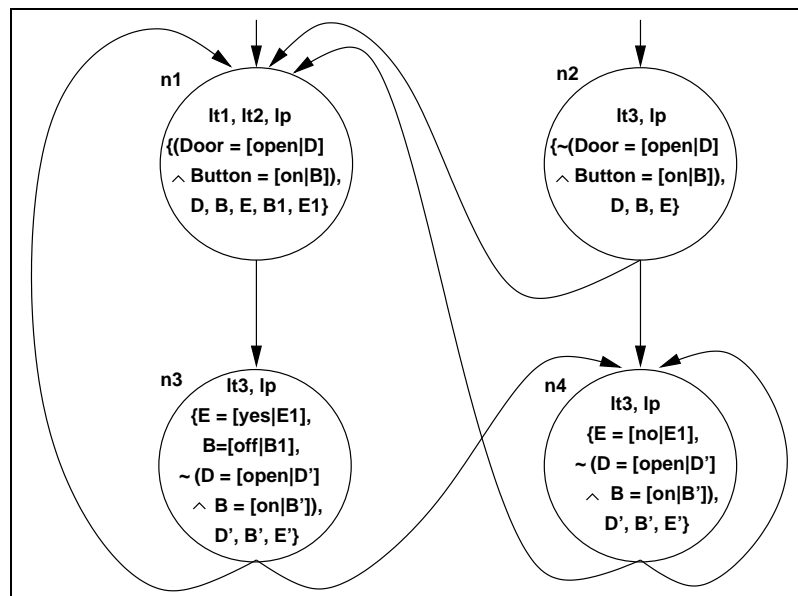 n1
lt1, lt2, lp
{(Door = [open|D]
^ Button = [on|B]),
D, B, E, B1, E1}
n2
lt3, lp
{~(Door = [open|D]
^ Button = [on|B]),
D, B, E}
n3
lt3, lp
{E = [yes|E1],
B=[off|B1],
~ (D = [open|D’]
^ B = [on|B’]),
D’, B’, E’}
n4
lt3, lp
{E = [no|E1],
~ (D = [open|D’]
^ B = [on|B’]),
D’, B’, E’}